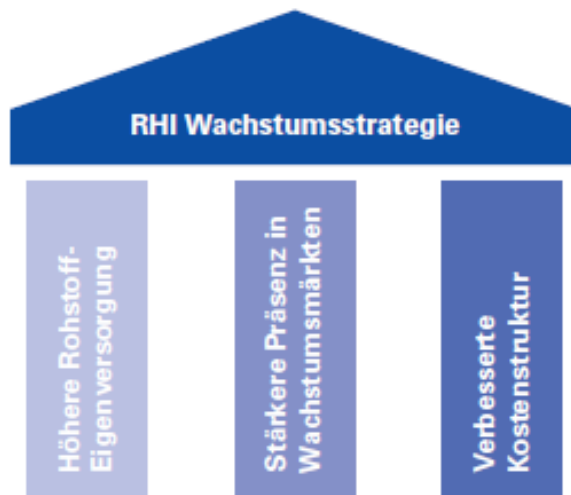 RHI Wachstumsstrategie
Höhere Rohstoff-
Eigenversorgung
Stärkere Präsenz in
Wachstumsmärkten
Verbesserte
Kostenstruktur